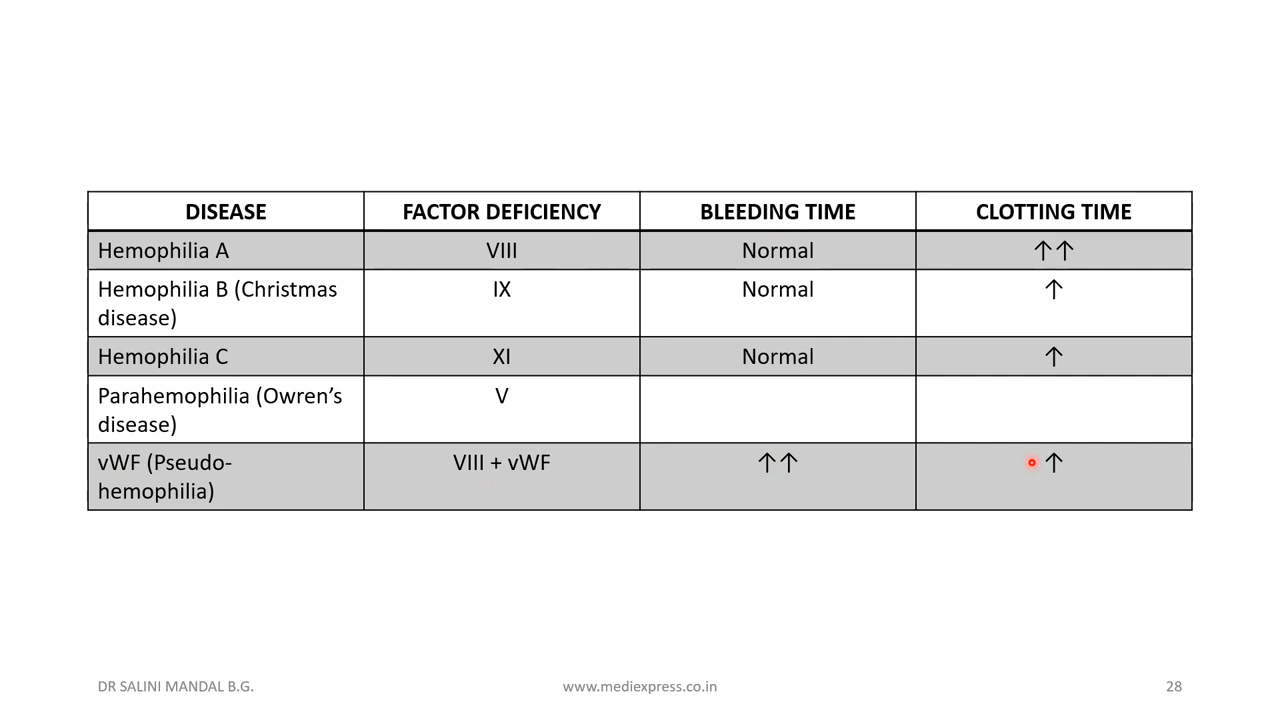 DISEASE FACTOR DEFICIENCY BLEEDING TIME CLOTTING TIME
Hemophilia A VIII Normal ↑↑
Hemophilia B (Christmas IX Normal ↑
disease)
Hemophilia C XI Normal ↑
Parahemophilia (Owren’s V
disease)
vWF (Pseudo- VIII + vWF ↑↑ ↑
hemophilia)
DR SALINI MANDAL B.G. www.mediexpress.co.in 28